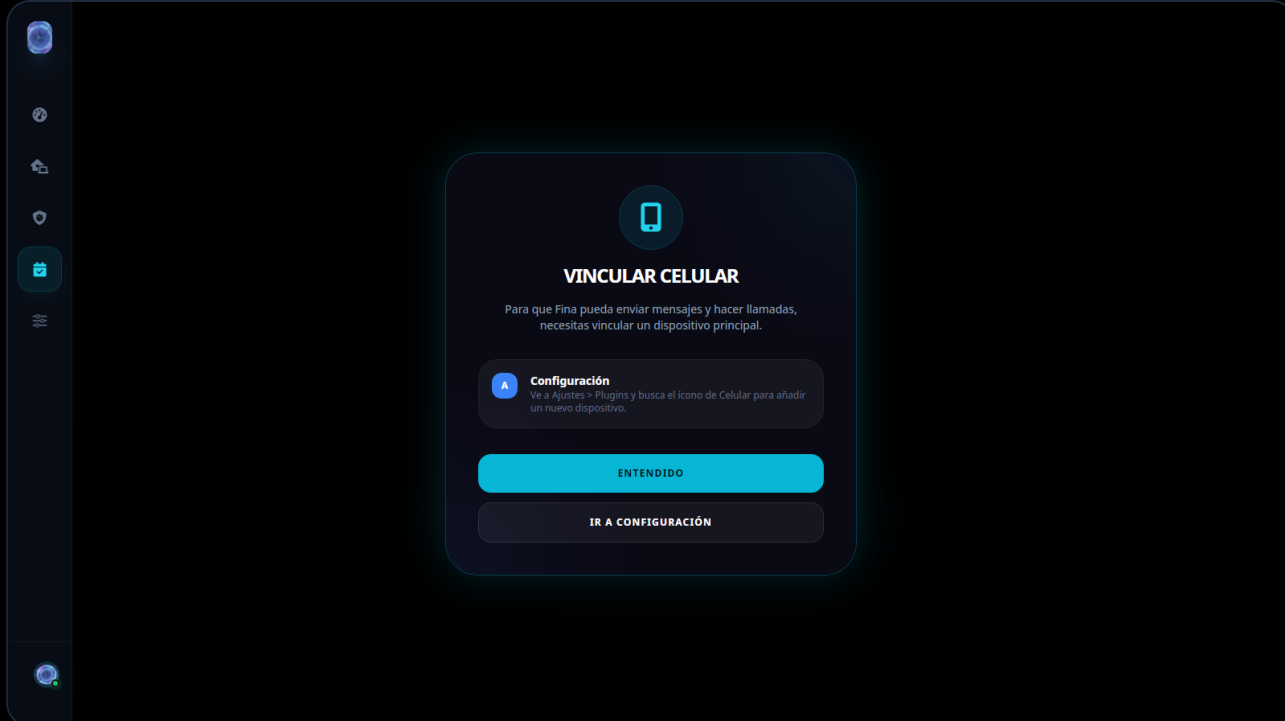 VINCULAR CELULAR
Para que Fina pueda enviar mensajes y hacer llamadas,
necesitas vincular un dispositivo principal.
A
Configuración
Ve a Ajustes > Plugins y busca el ícono de Celular para añadir
un nuevo dispositivo.
ENTENDIDO
IR A CONFIGURACIÓN